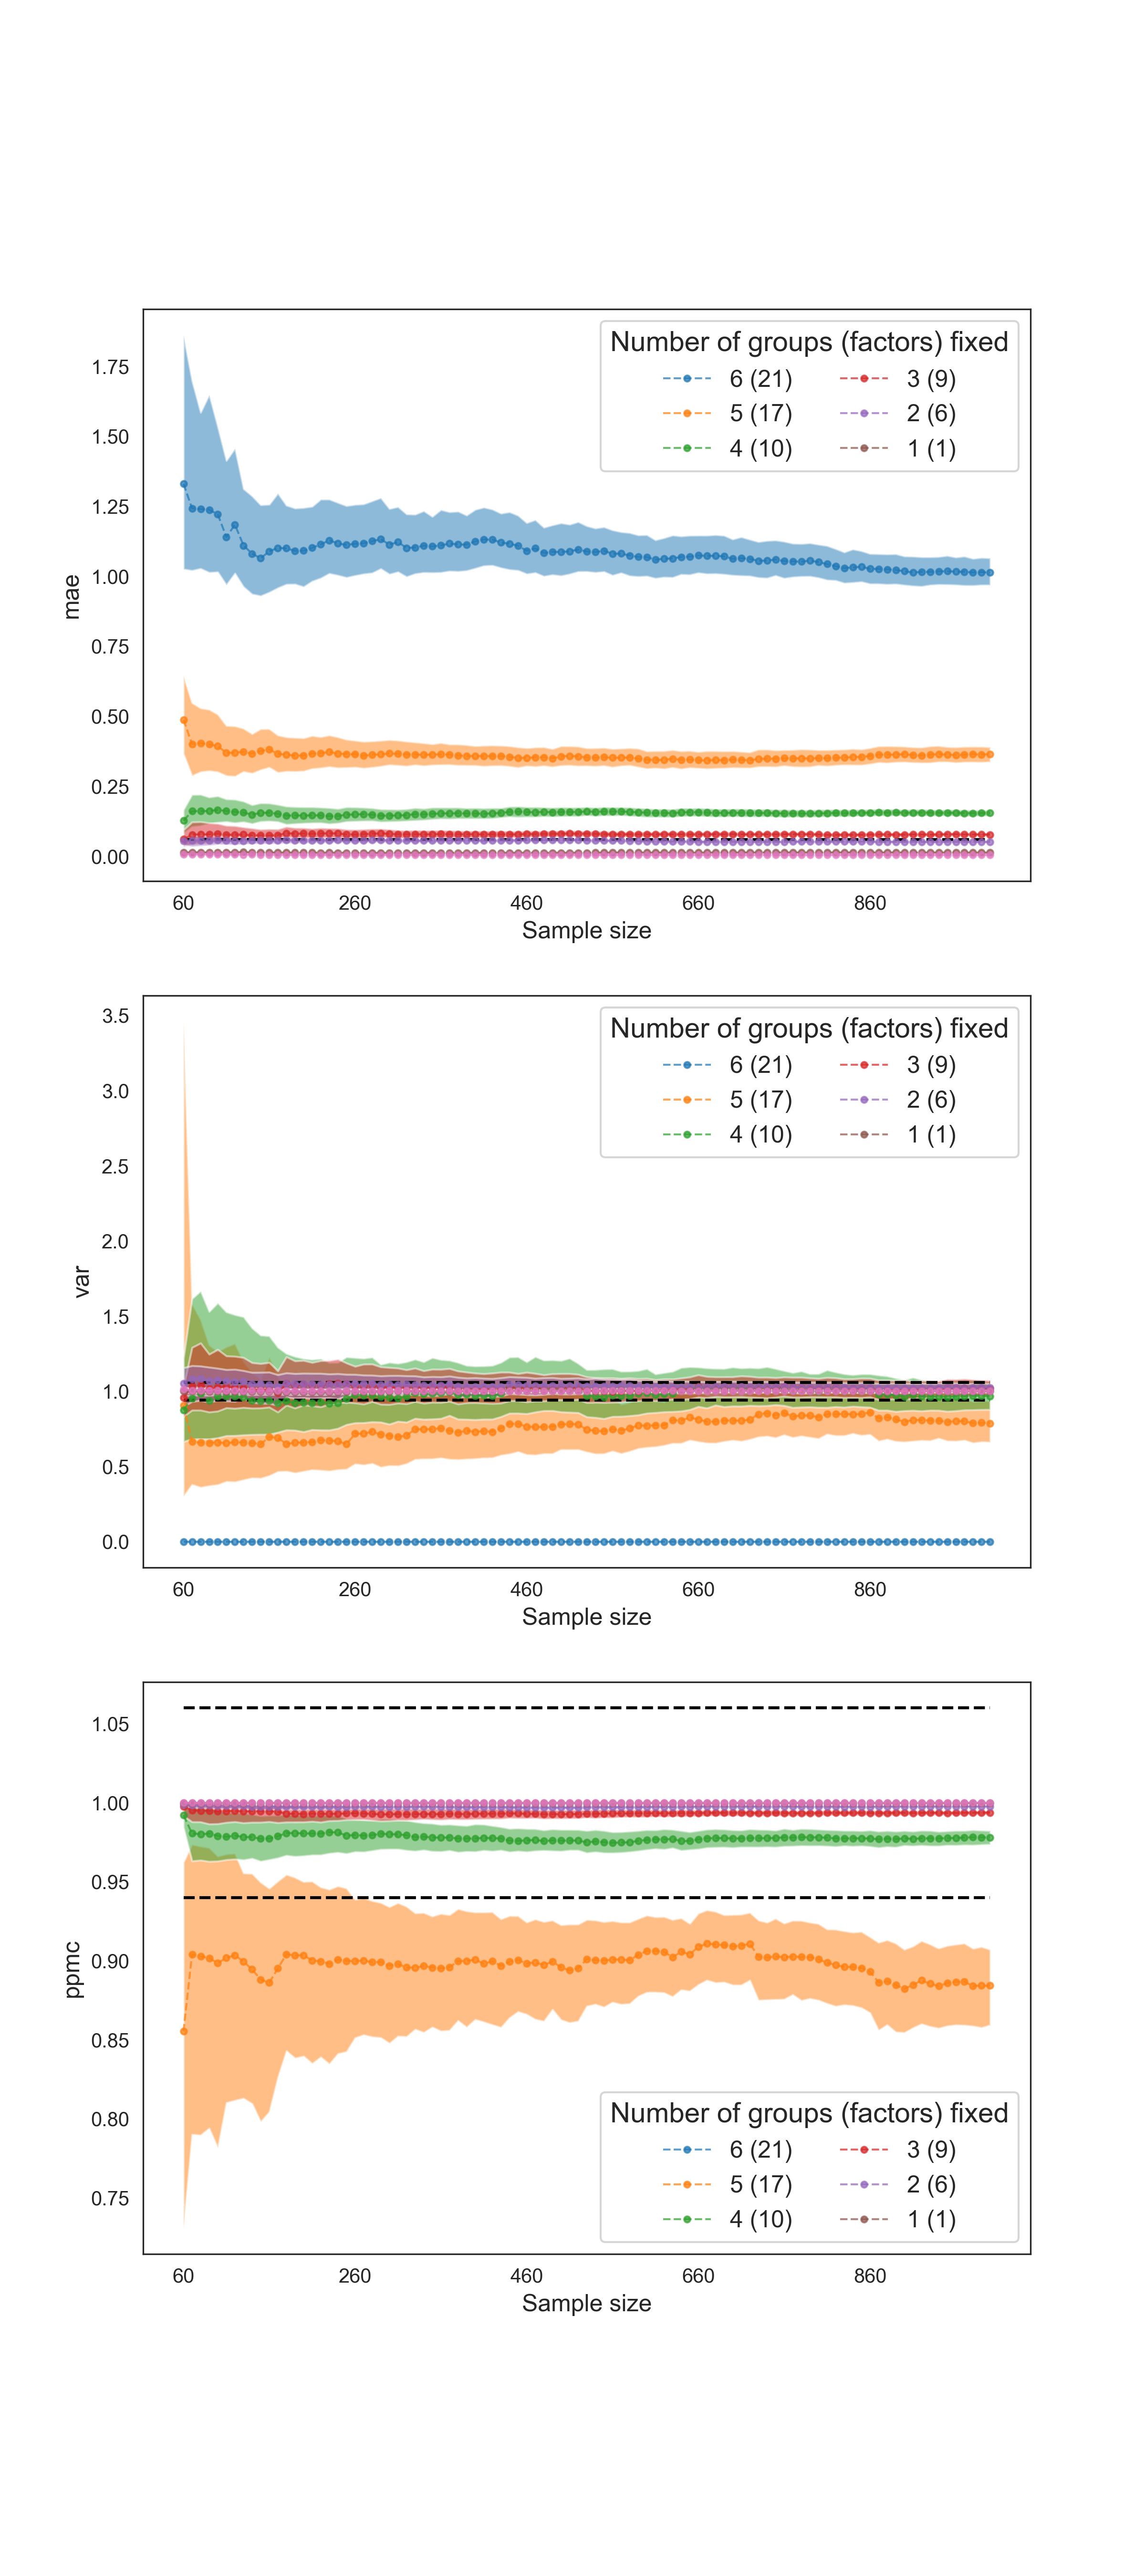 Number of groups (factors) fixed
6 (21) 3 (9)
5 (17) 2 (6)
4 (10) 1 (1)
1.75
1.50
1.25
1.00
0.75
0.50
0.25
0.00
mae
60 260 460 660 860
Sample size
Number of groups (factors) fixed
6 (21) 3 (9)
5 (17) 2 (6)
4 (10) 1 (1)
3.5
3.0
2.5
2.0
1.5
1.0
0.5
0.0
var
60 260 460 660 860
Sample size
1.05
1.00
0.95
0.90
0.85
0.80
0.75
ppmc
Number of groups (factors) fixed
6 (21) 3 (9)
5 (17) 2 (6)
4 (10) 1 (1)
60 260 460 660 860
Sample size